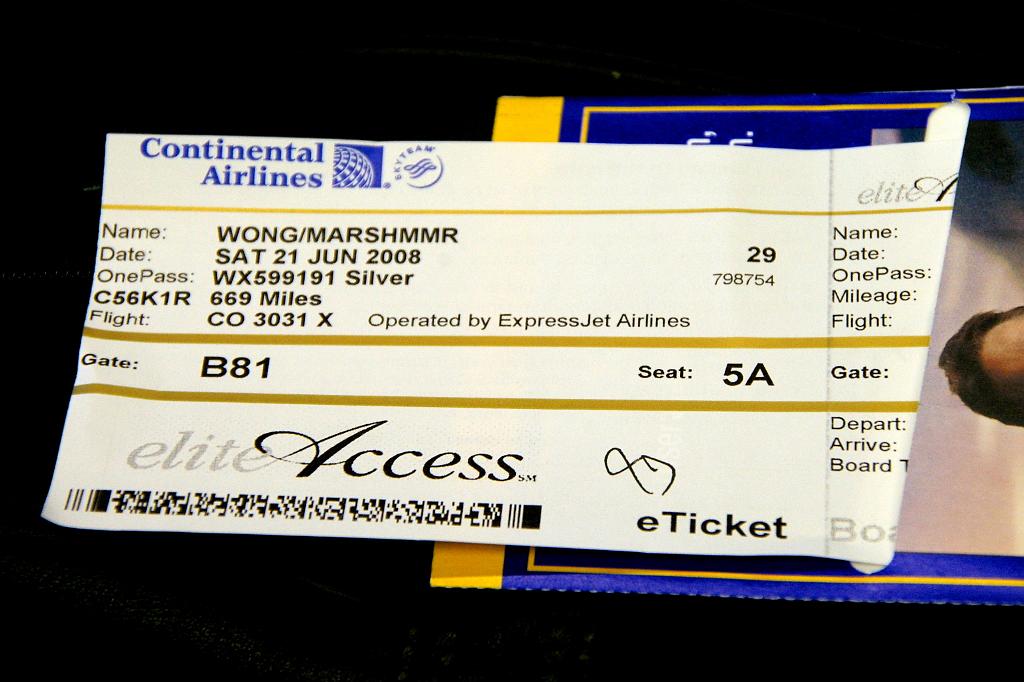 Continental
Airlines
SKYTEAM
elite
Name: WONG/MARSHMMR
Date: SAT 21 JUN 2008 29
OnePass: WX599191 Silver 798754
C56K1R 669 Miles
Flight: CO 3031 X Operated by ExpressJet Airlines
Gate: B81 Seat: 5A
eliteAccess SM
eTicket
Name:
Date:
OnePass:
Mileage:
Flight:
Gate:
Depart:
Arrive:
Board